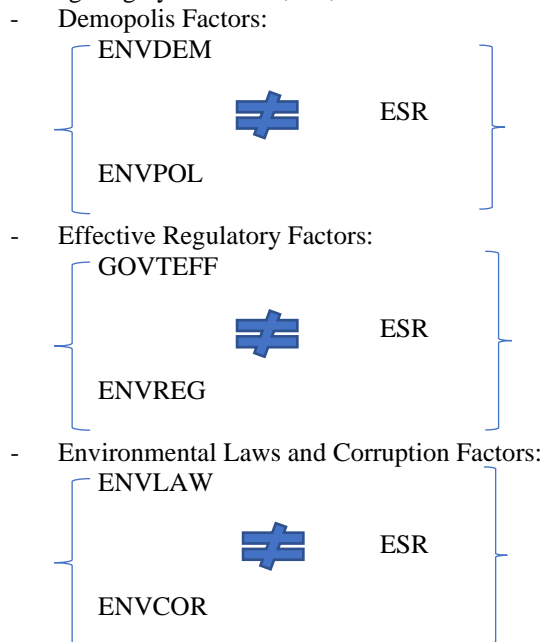 - Demopolis Factors:
ENVDEM
≠ ESR
ENVPOL
- Effective Regulatory Factors:
GOVTEFF
≠ ESR
ENVREG
- Environmental Laws and Corruption Factors:
ENVLAW
≠ ESR
ENVCOR